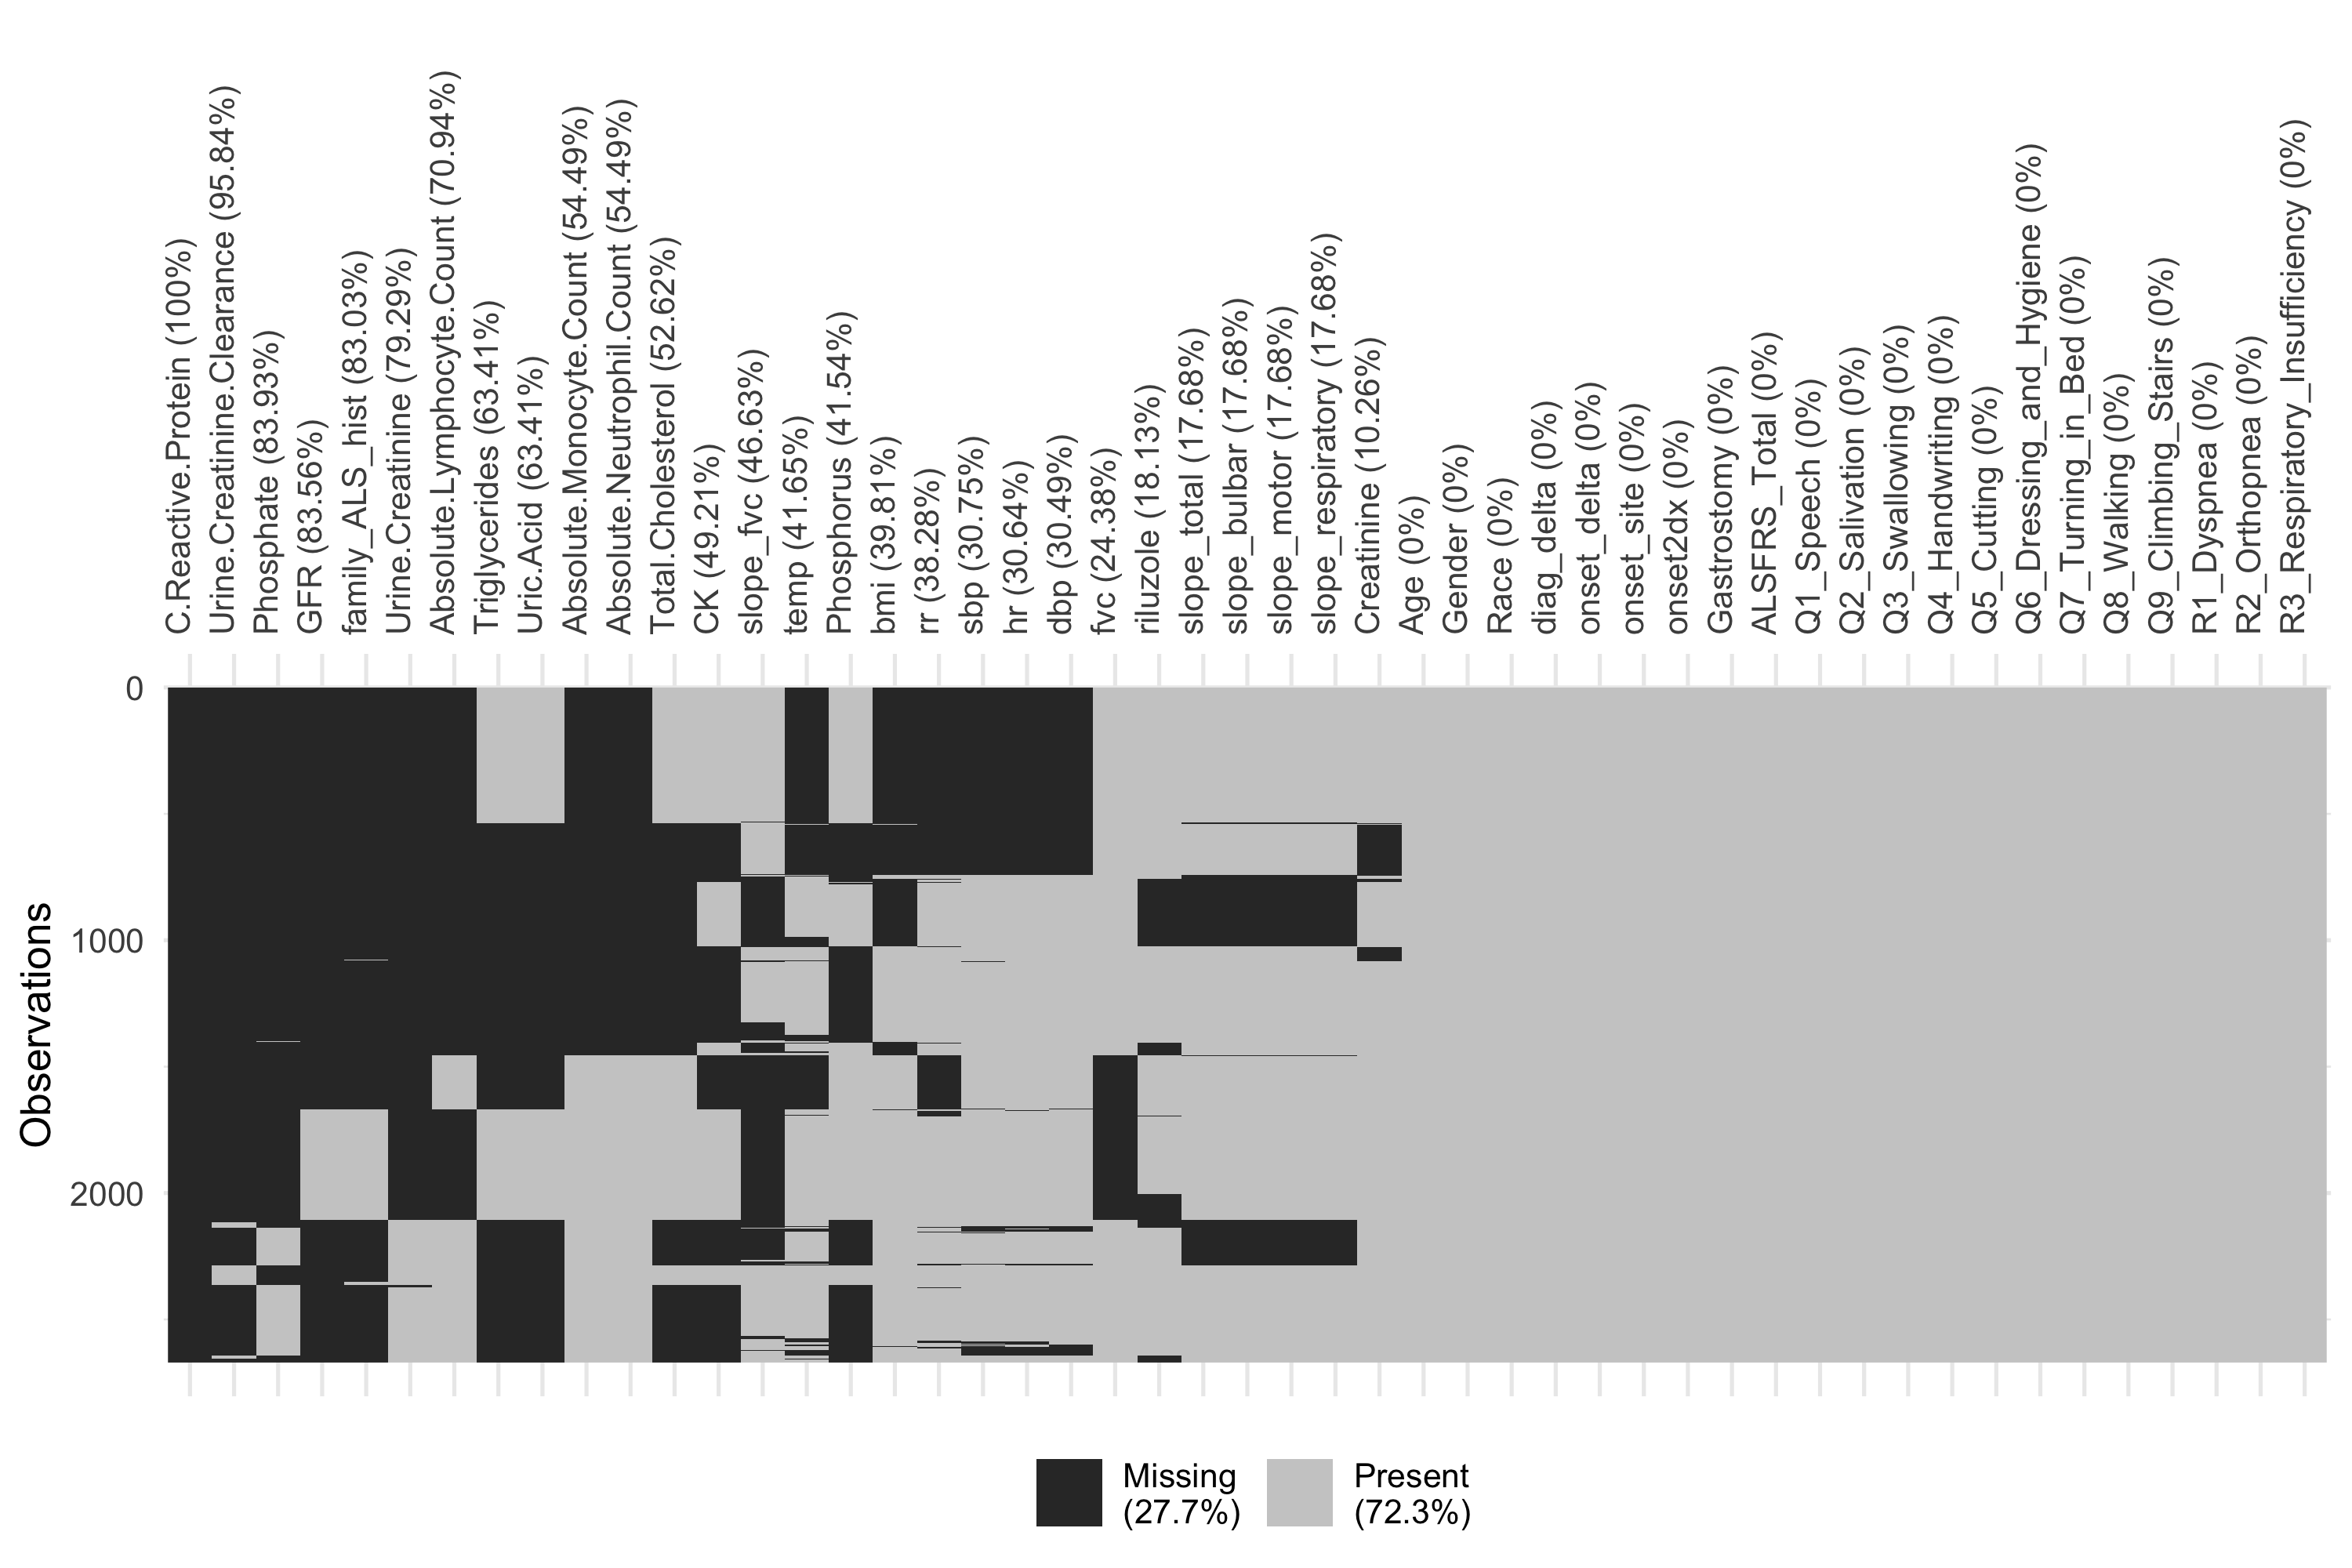 C.Reactive.Protein (100%)
Urine.Creatinine.Clearance (95.84%)
Phosphate (83.93%)
GFR (83.56%)
family_ALS_hist (83.03%)
Urine.Creatinine (79.29%)
Absolute.Lymphocyte.Count (70.94%)
Triglycerides (63.41%)
Uric.Acid (63.41%)
Absolute.Monocyte.Count (54.49%)
Absolute.Neutrophil.Count (54.49%)
Total.Cholesterol (52.62%)
CK (49.21%)
slope_fvc (46.63%)
temp (41.65%)
Phosphorus (41.54%)
bmi (39.81%)
rr (38.28%)
sbp (30.75%)
hr (30.64%)
dbp (30.49%)
fvc (24.38%)
riluzole (18.13%)
slope_total (17.68%)
slope_bulbar (17.68%)
slope_motor (17.68%)
slope_respiratory (17.68%)
Creatinine (10.26%)
Age (0%)
Gender (0%)
Race (0%)
diag_delta (0%)
onset_delta (0%)
onset_site (0%)
onset2dx (0%)
Gastrostomy (0%)
ALSFRS_Total (0%)
Q1_Speech (0%)
Q2_Salivation (0%)
Q3_Swallowing (0%)
Q4_Handwriting (0%)
Q5_Cutting (0%)
Q6_Dressing_and_Hygiene (0%)
Q7_Turning_in_Bed (0%)
Q8_Walking (0%)
Q9_Climbing_Stairs (0%)
R1_Dyspnea (0%)
R2_Orthopnea (0%)
R3_Respiratory_Insufficiency (0%)
0
1000
2000
Observations
Missing
(27.7%)
Present
(72.3%)